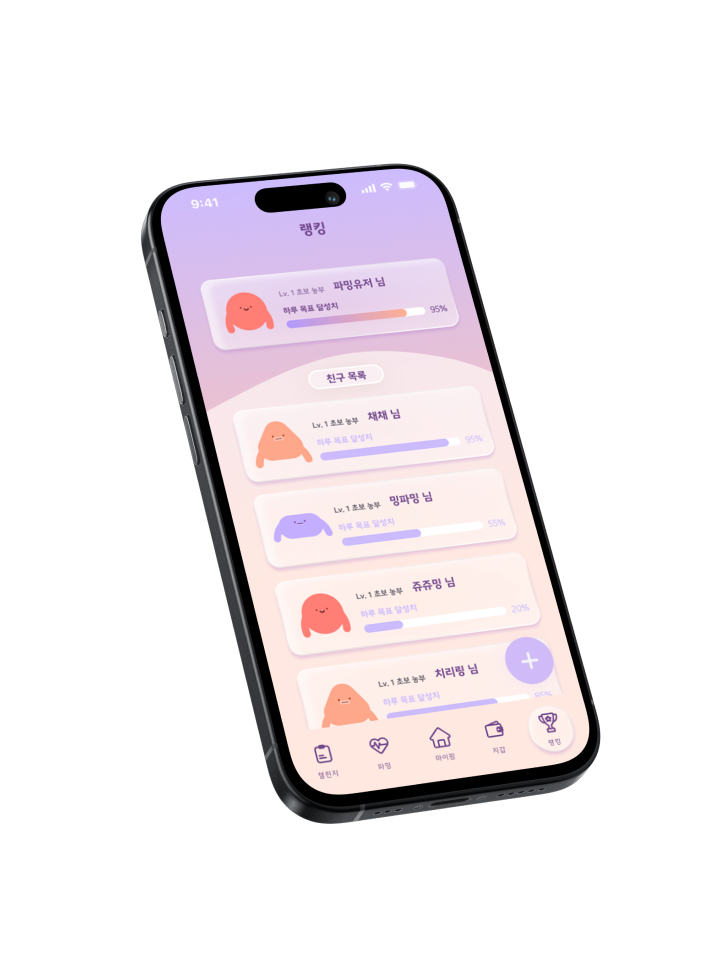 9:41
랭킹
Lv. 1 초보 농부 파밍유저 님
하루 목표 달성치
95%
친구 목록
Lv. 1 초보 농부 채채 님
하루 목표 달성치
95%
Lv. 1 초보 농부 밍파밍 님
하루 목표 달성치
55%
Lv. 1 초보 농부 쥬쥬밍 님
하루 목표 달성치
20%
Lv. 1 초보 농부 치리링 님
하루 목표 달성치
85%
챌린지 파밍 마이팜 지갑 랭킹